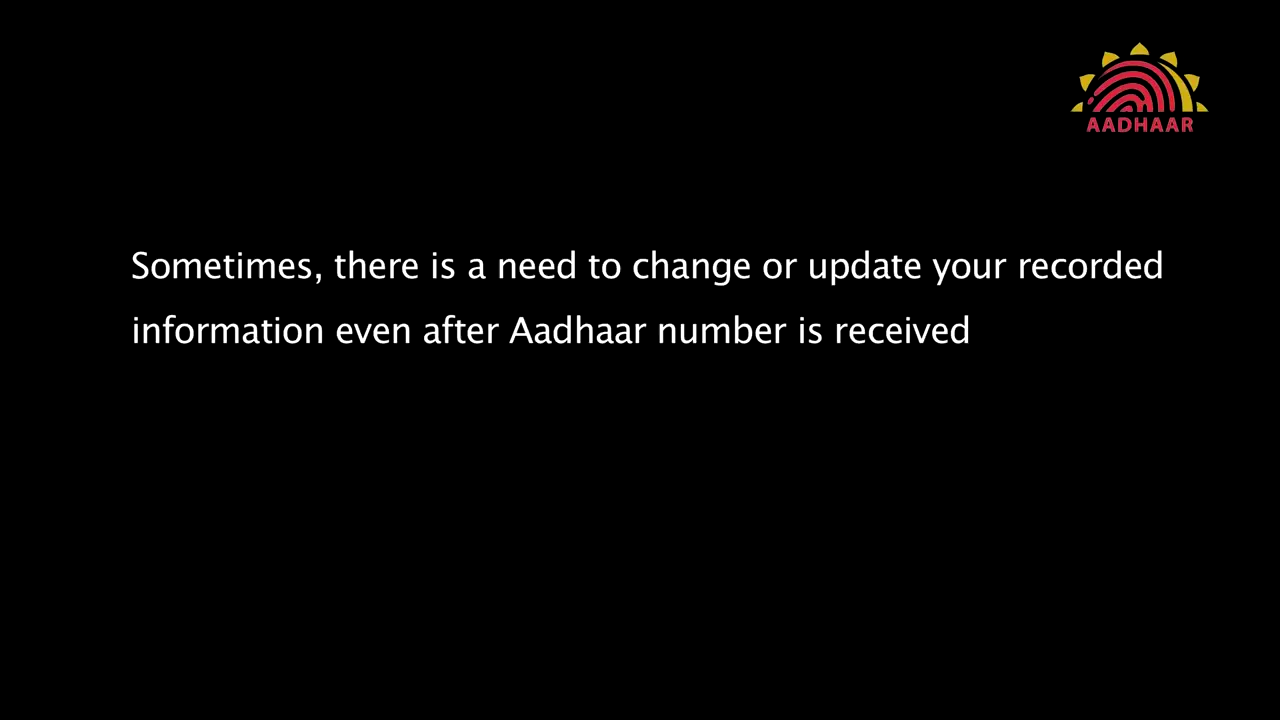 AADHAAR
Sometimes, there is a need to change or update your recorded
information even after Aadhaar number is received